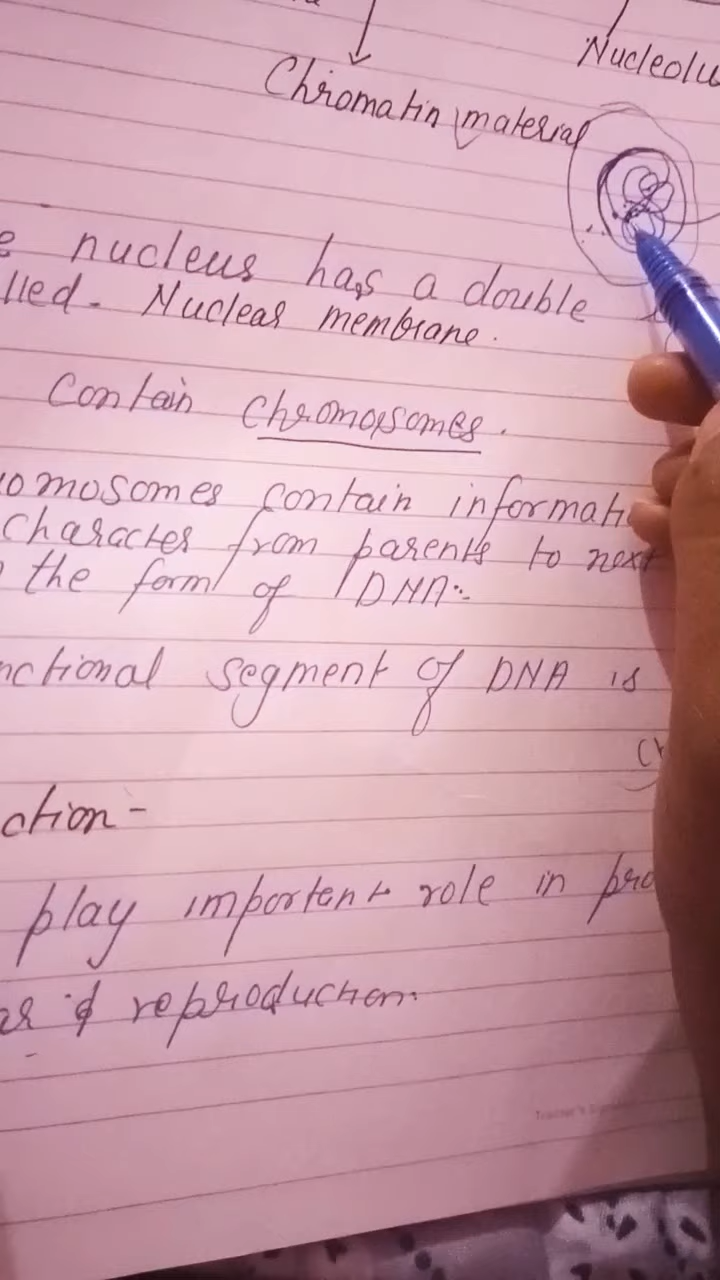 Nucleolu
Chromatin material
e nucleus has a double
lled. Nuclear membrane.
Contain Chromosomes.
omosomes contain informati
character from parents to next
the form of DNA.
nctional segment of DNA is
ction -
play importent role in pro
& reproduction.